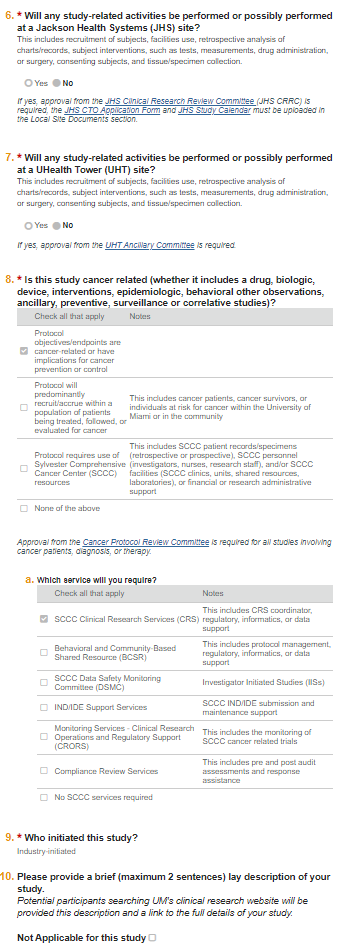 6. * Will any study-related activities be performed or possibly performed
at a Jackson Health Systems (JHS) site?
This includes recruitment of subjects, facilities use, retrospective analysis of
charts/records, subject interventions, such as tests, measurements, drug administration,
or surgery, consenting subjects, and tissue/specimen collection.
Yes No
If yes, approval from the JHS Clinical Research Review Committee (JHS CRRC) is
required, the JHS CTO Application Form and JHS Study Calendar must be uploaded in
the Local Site Documents section.
7. * Will any study-related activities be performed or possibly performed
at a UHealth Tower (UHT) site?
This includes recruitment of subjects, facilities use, retrospective analysis of
charts/records, subject interventions, such as tests, measurements, drug administration,
or surgery, consenting subjects, and tissue/specimen collection.
Yes No
If yes, approval from the UHT Ancillary Committee is required.
8. * Is this study cancer related (whether it includes a drug, biologic,
device, interventions, epidemiologic, behavioral other observations,
ancillary, preventive, surveillance or correlative studies)?
Check all that apply Notes
Protocol
objectives/endpoints are
cancer-related or have
implications for cancer
prevention or control
Protocol will
predominantly
recruit/accrue within a
population of patients
being treated, followed, or
evaluated for cancer
This includes cancer patients, cancer survivors, or
individuals at risk for cancer within the University of
Miami or in the community
Protocol requires use of
Sylvester Comprehensive
Cancer Center (SCCC)
resources
This includes SCCC patient records/specimens
(retrospective or prospective), SCCC personnel
(investigators, nurses, research staff), and/or SCCC
facilities (SCCC clinics, units, shared resources,
laboratories), or financial or research administrative
support
None of the above
Approval from the Cancer Protocol Review Committee is required for all studies involving
cancer patients, diagnosis, or therapy.
a. Which service will you require?
Check all that apply Notes
SCCC Clinical Research Services (CRS)
This includes CRS coordinator,
regulatory, informatics, or data
support
Behavioral and Community-Based
Shared Resource (BCSR)
This includes protocol management,
regulatory, informatics, or data
support
SCCC Data Safety Monitoring
Committee (DSMC)
Investigator Initiated Studies (IISs)
IND/IDE Support Services
SCCC IND/IDE submission and
maintenance support
Monitoring Services - Clinical Research
Operations and Regulatory Support
(CRORS)
This includes the monitoring of
SCCC cancer related trials
Compliance Review Services
This includes pre and post audit
assessments and response
assistance
No SCCC services required
9. * Who initiated this study?
Industry-initiated
10. Please provide a brief (maximum 2 sentences) lay description of your
study.
Potential participants searching UM's clinical research website will be
provided this description and a link to the full details of your study.
Not Applicable for this study